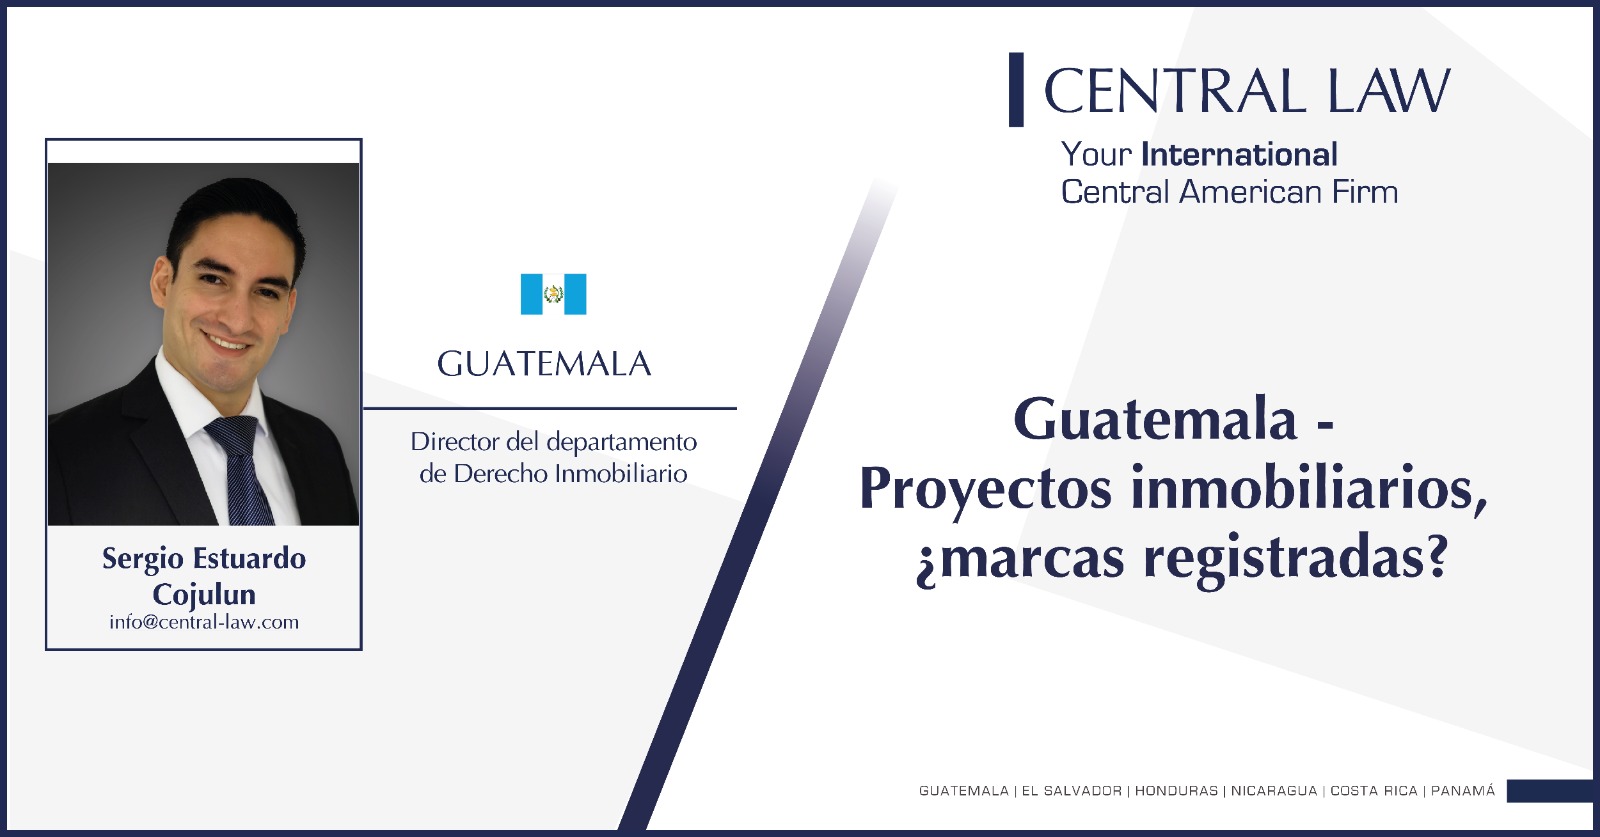 CENTRAL LAW
Your International
Central American Firm
GUATEMALA
Director del departamento
de Derecho Inmobiliario
Sergio Estuardo
Cojulun
info@central-law.com
Guatemala -
Proyectos inmobiliarios,
¿marcas registradas?
GUATEMALA | EL SALVADOR | HONDURAS | NICARAGUA | COSTA RICA | PANAMÁ